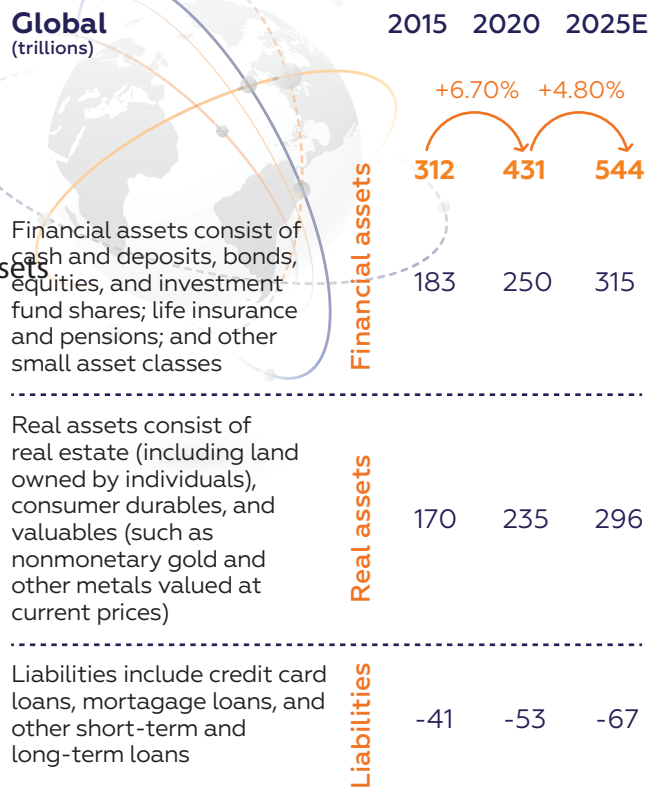 Global 2015 2020 2025E
(trillions)
+6.70% +4.80%
312 431 544
Financial assets consist of
cash and deposits, bonds,
sets
equities, and investment
fund shares; life insurance
and pensions; and other
small asset classes
Financial assets
183 250 315
Real assets consist of
real estate (including land
owned by individuals),
consumer durables, and
valuables (such as
nonmonetary gold and
other metals valued at
current prices)
Real assets
170 235 296
Liabilities include credit card
loans, mortagage loans, and
other short-term and
long-term loans
Liabilities
-41 -53 -67